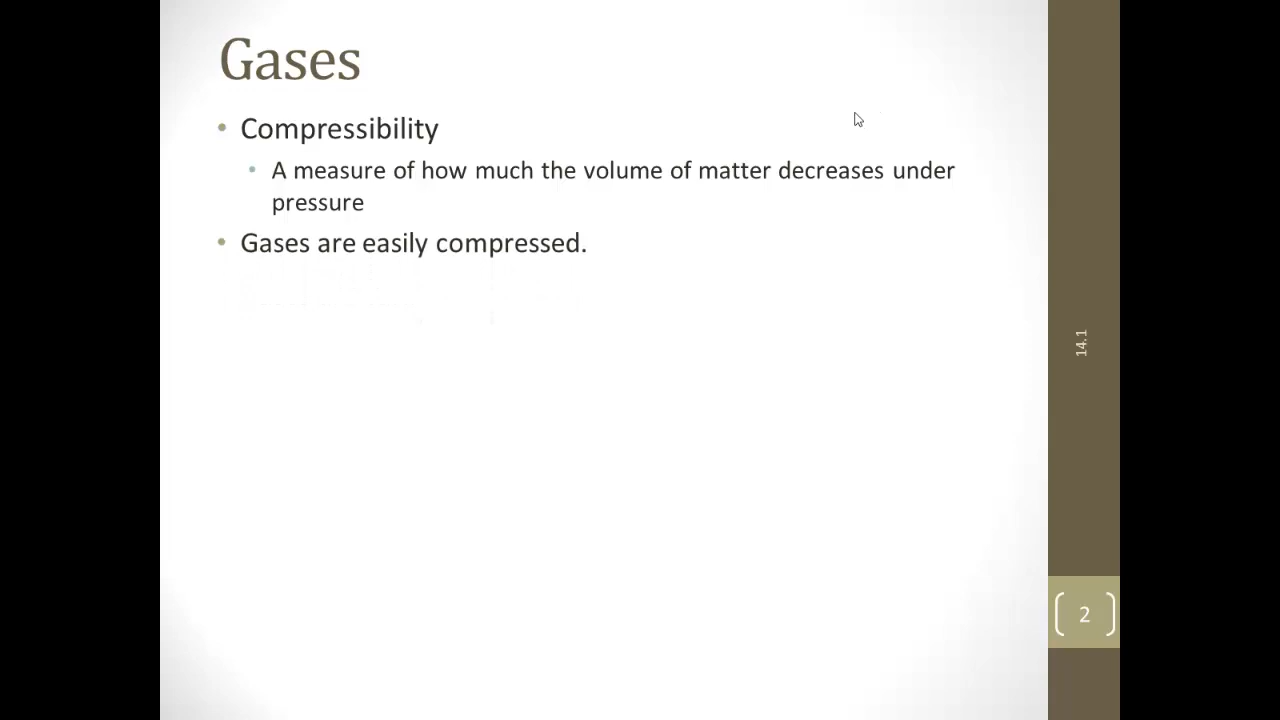 Gases
• Compressibility
• A measure of how much the volume of matter decreases under
pressure
• Gases are easily compressed.
14.1
2